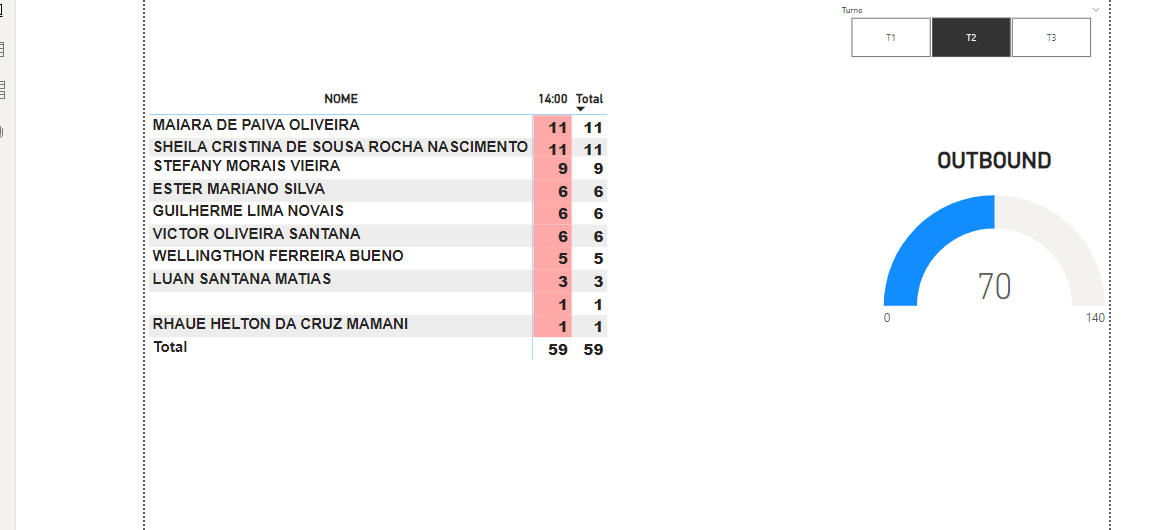 Turno
T1 T2 T3
NOME 14:00 Total
MAIARA DE PAIVA OLIVEIRA 11 11
SHEILA CRISTINA DE SOUSA ROCHA NASCIMENTO 11 11
STEFANY MORAIS VIEIRA 9 9
ESTER MARIANO SILVA 6 6
GUILHERME LIMA NOVAIS 6 6
VICTOR OLIVEIRA SANTANA 6 6
WELLINGTHON FERREIRA BUENO 5 5
LUAN SANTANA MATIAS 3 3
1 1
RHAUE HELTON DA CRUZ MAMANI 1 1
Total 59 59
OUTBOUND
70
0 140